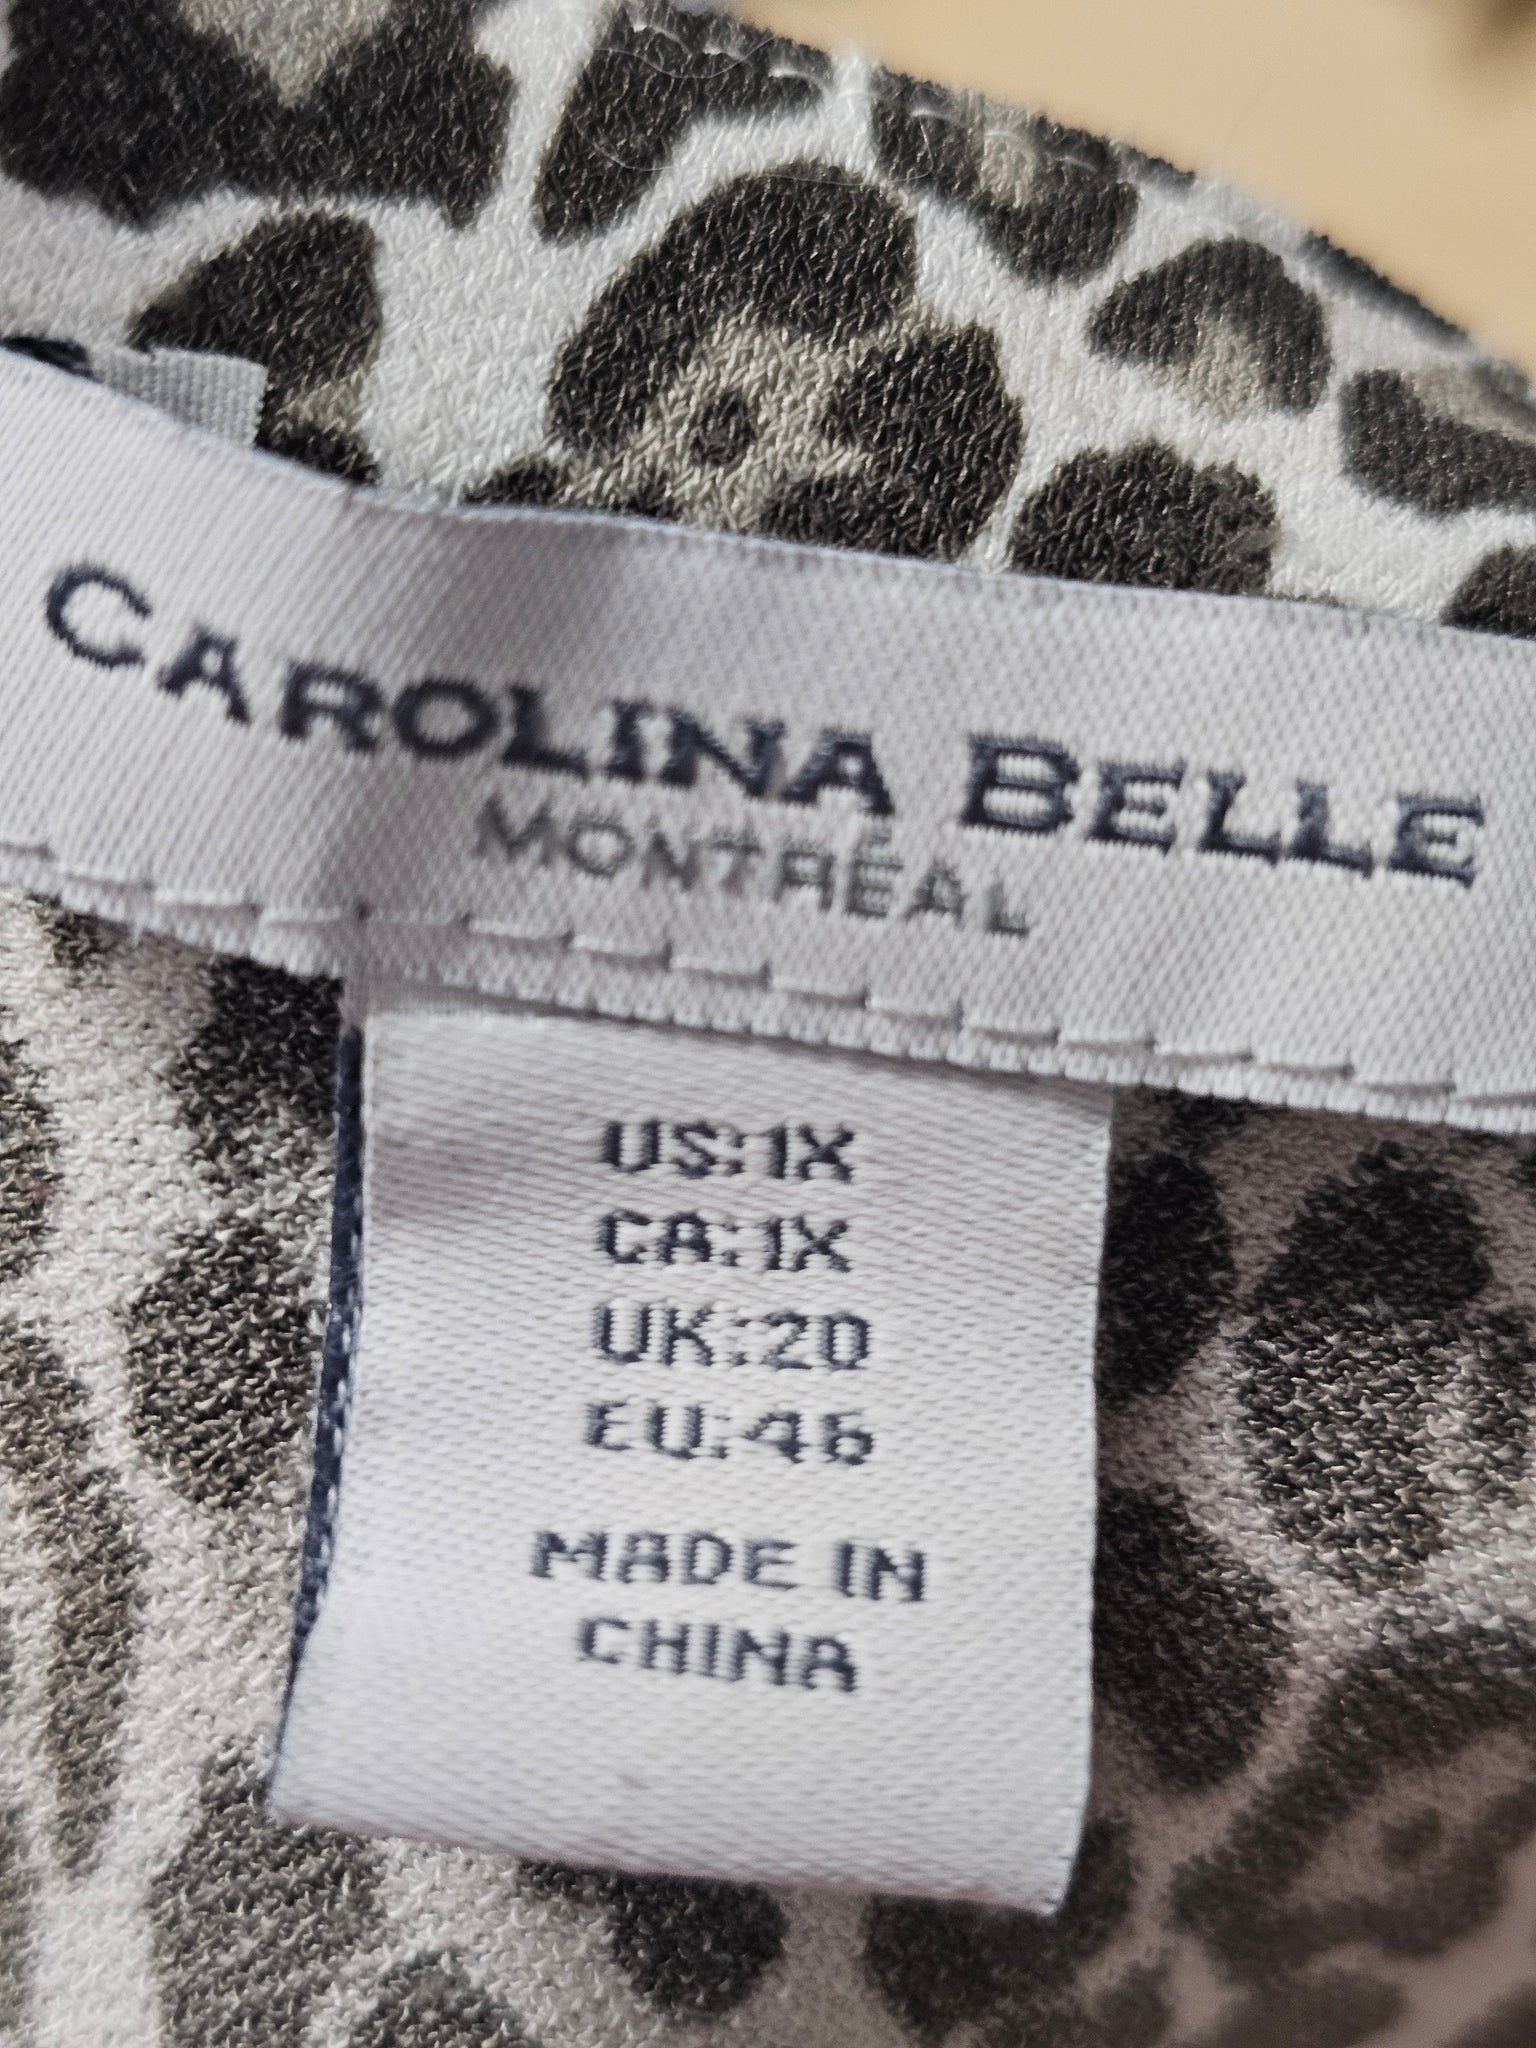 CAROLINA BELLE
MONTRÉAL
US:1X
CA:1X
UK:20
EU:46
MADE IN
CHINA